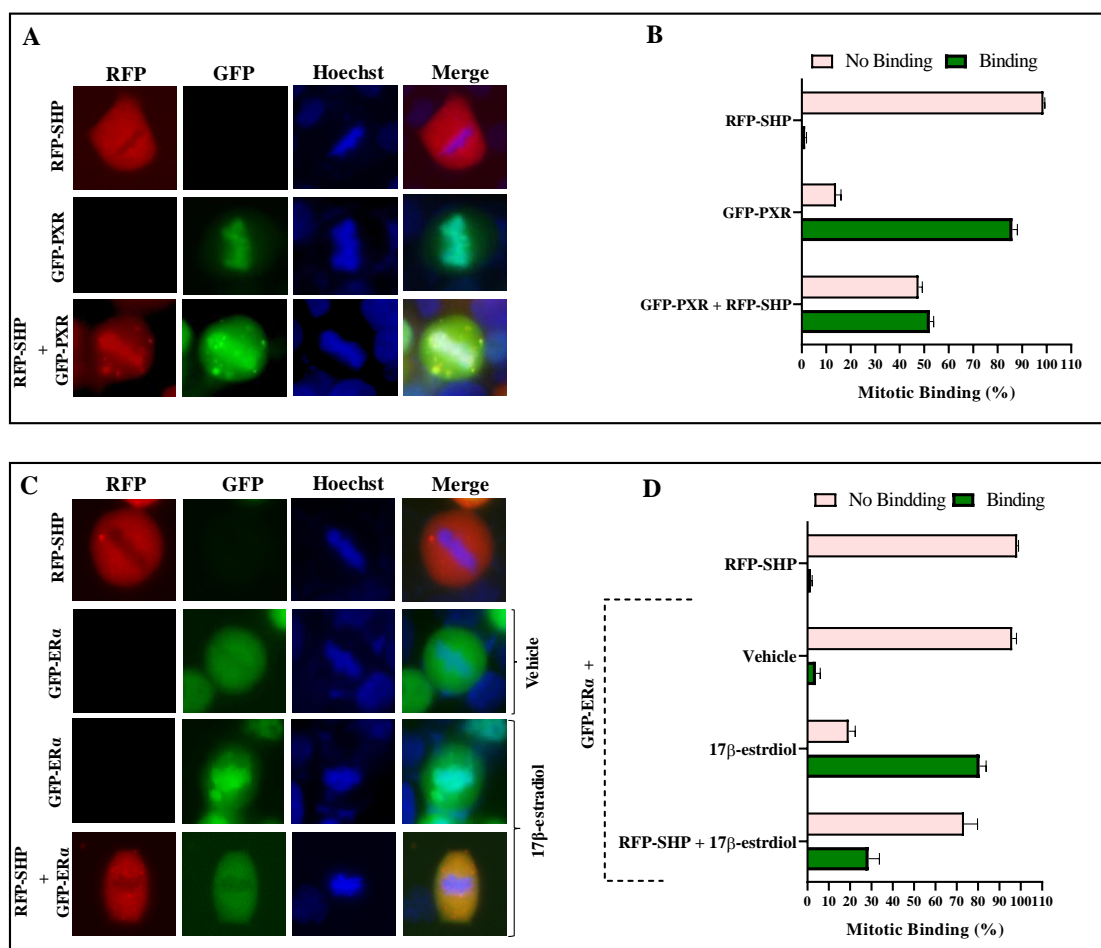 A
RFP GFP Hoechst Merge
RFP-SHP
GFP-PXR
RFP-SHP
+
GFP-PXR
B
No Binding Binding
RFP-SHP
GFP-PXR
GFP-PXR + RFP-SHP
0 10 20 30 40 50 60 70 80 90 100 110
Mitotic Binding (%)
C
RFP GFP Hoechst Merge
RFP-SHP
GFP-ERα
Vehicle
GFP-ERα
17β-estradiol
RFP-SHP
+
GFP-ERα
D
No Bindding Binding
GFP-ERα +
RFP-SHP
Vehicle
17β-estrdiol
RFP-SHP + 17β-estrdiol
0 10 20 30 40 50 60 70 80 90 100 110
Mitotic Binding (%)